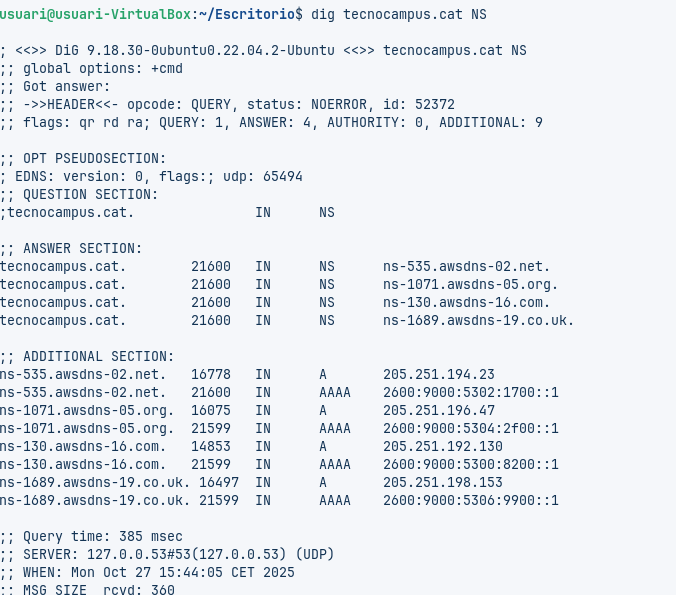 usuari@usuari-VirtualBox:~/Escritorio$ dig tecnocampus.cat NS
; <<>> DiG 9.18.30-0ubuntu0.22.04.2-Ubuntu <<>> tecnocampus.cat NS
;; global options: +cmd
;; Got answer:
;; ->>HEADER<<- opcode: QUERY, status: NOERROR, id: 52372
;; flags: qr rd ra; QUERY: 1, ANSWER: 4, AUTHORITY: 0, ADDITIONAL: 9
;; OPT PSEUDOSECTION:
; EDNS: version: 0, flags:; udp: 65494
;; QUESTION SECTION:
;tecnocampus.cat. IN NS
;; ANSWER SECTION:
tecnocampus.cat. 21600 IN NS ns-535.awsdns-02.net.
tecnocampus.cat. 21600 IN NS ns-1071.awsdns-05.org.
tecnocampus.cat. 21600 IN NS ns-130.awsdns-16.com.
tecnocampus.cat. 21600 IN NS ns-1689.awsdns-19.co.uk.
;; ADDITIONAL SECTION:
ns-535.awsdns-02.net. 16778 IN A 205.251.194.23
ns-535.awsdns-02.net. 21600 IN AAAA 2600:9000:5302:1700::1
ns-1071.awsdns-05.org. 16075 IN A 205.251.196.47
ns-1071.awsdns-05.org. 21599 IN AAAA 2600:9000:5304:2f00::1
ns-130.awsdns-16.com. 14853 IN A 205.251.192.130
ns-130.awsdns-16.com. 21599 IN AAAA 2600:9000:5300:8200::1
ns-1689.awsdns-19.co.uk. 16497 IN A 205.251.198.153
ns-1689.awsdns-19.co.uk. 21599 IN AAAA 2600:9000:5306:9900::1
;; Query time: 385 msec
;; SERVER: 127.0.0.53#53(127.0.0.53) (UDP)
;; WHEN: Mon Oct 27 15:44:05 CET 2025
;; MSG SIZE rcvd: 360